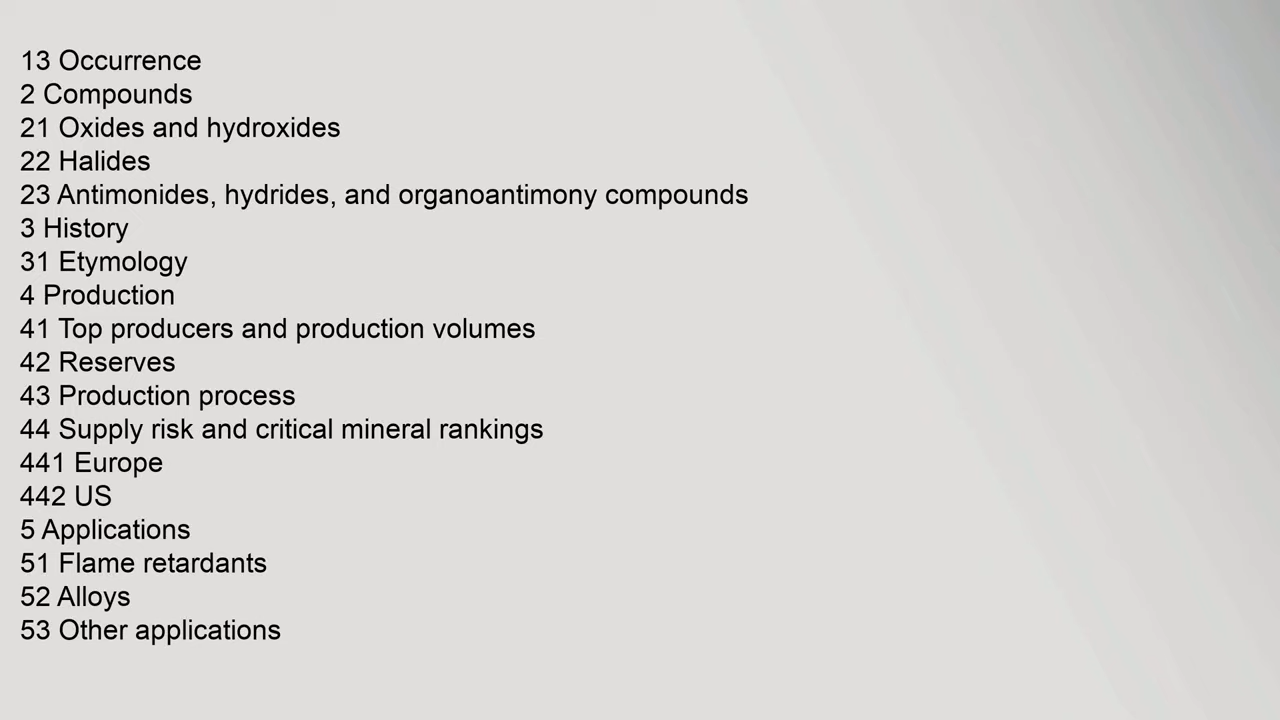 13 Occurrence
2 Compounds
21 Oxides and hydroxides
22 Halides
23 Antimonides, hydrides, and organoantimony compounds
3 History
31 Etymology
4 Production
41 Top producers and production volumes
42 Reserves
43 Production process
44 Supply risk and critical mineral rankings
441 Europe
442 US
5 Applications
51 Flame retardants
52 Alloys
53 Other applications